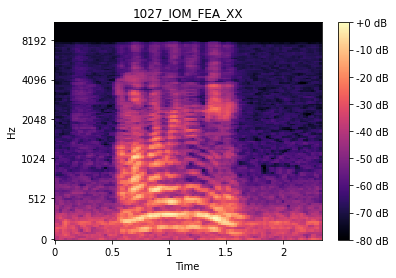 1027_IOM_FEA_XX
+0 dB
8192
-10 dB
4096
-20 dB
-30 dB
Hz
2048
-40 dB
1024
-50 dB
512
-60 dB
-70 dB
0
-80 dB
0 0.5 1 1.5 2
Time